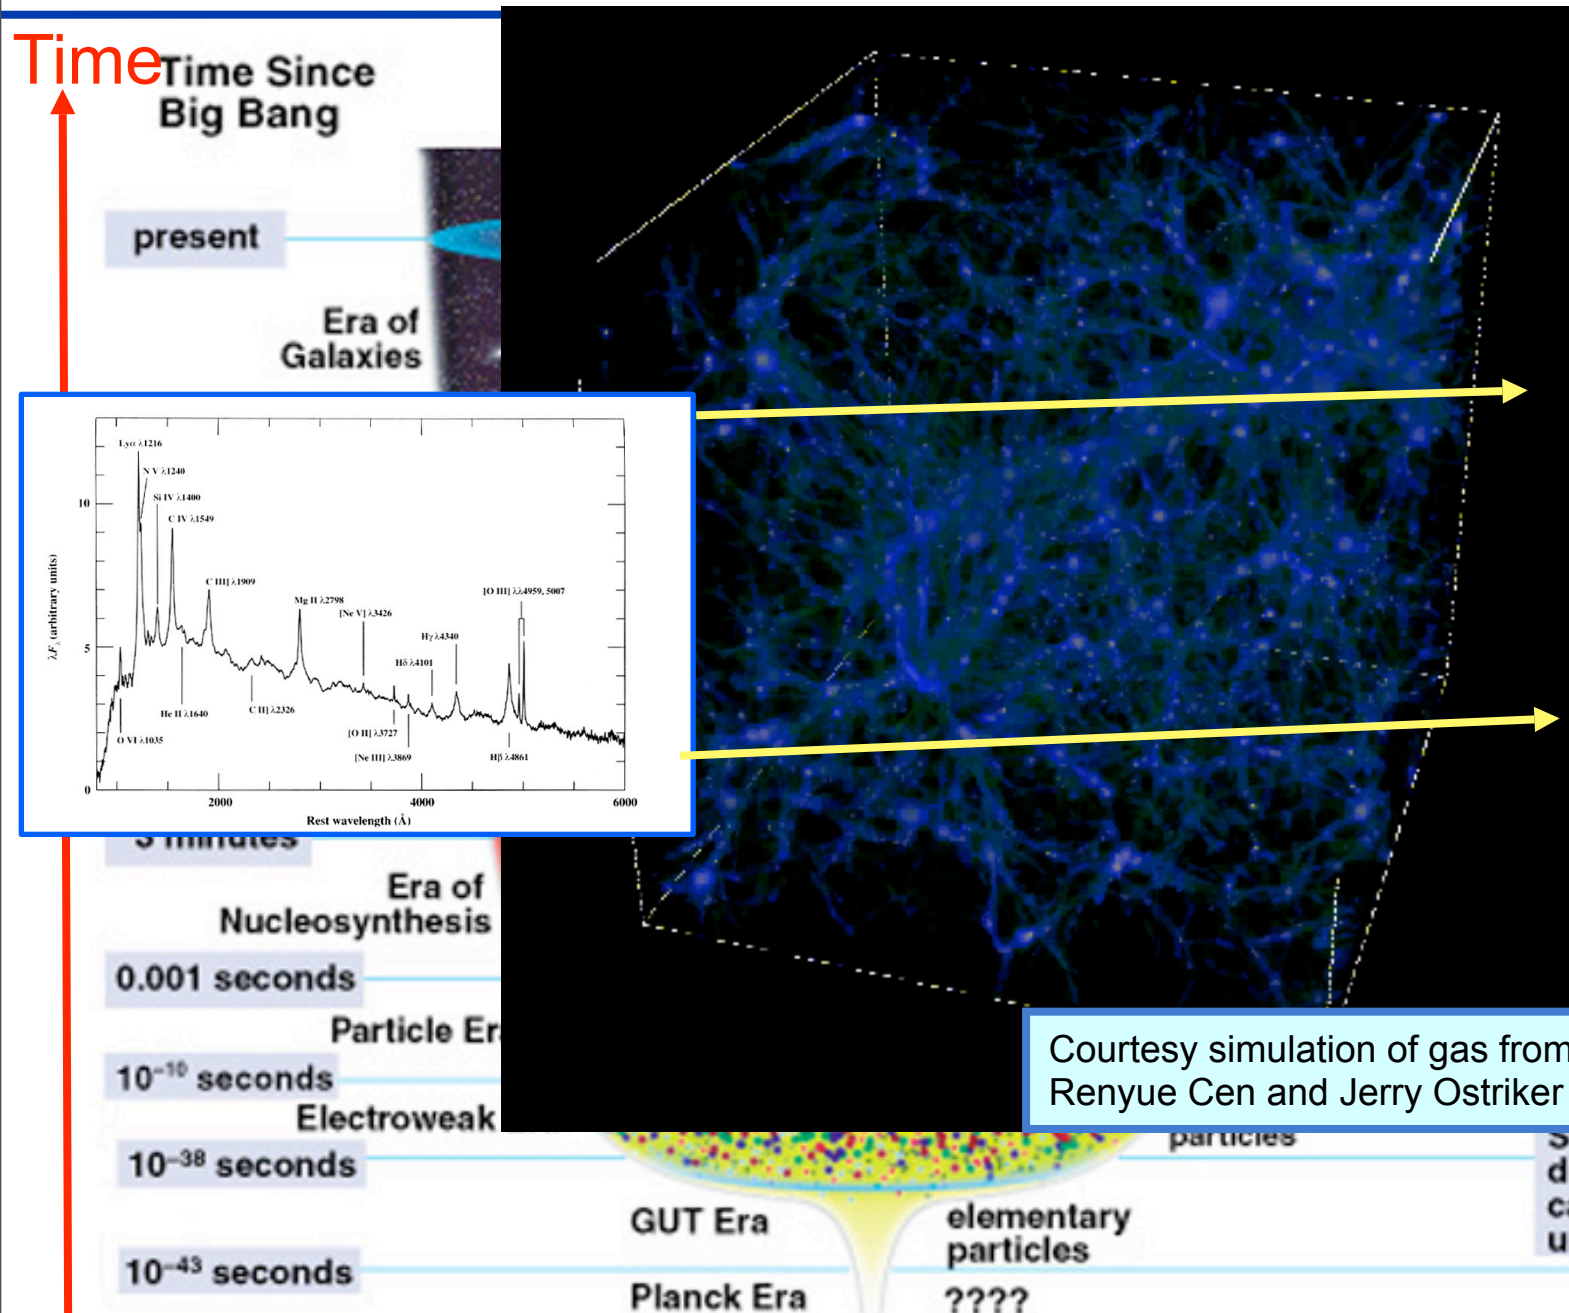 Time
Time Since
Big Bang
present
Era of
Galaxies
Lyα λ1216
N V λ1240
Si IV λ1400
C IV λ1549
C III] λ1909
Mg II λ2798
[Ne V] λ3426
[O III] λλ4959, 5007
Hγ λ4340
Hδ λ4101
He II λ1640
C II] λ2326
O VI λ1035
[O II] λ3727
[Ne III] λ3869
Hβ λ4861
10
5
0
λFλ (arbitrary units)
2000
4000
6000
Rest wavelength (Å)
3 minutes
Era of
Nucleosynthesis
0.001 seconds
Particle Er
10⁻¹⁰ seconds
Electroweak
10⁻³⁸ seconds
Courtesy simulation of gas from
Renyue Cen and Jerry Ostriker
particles
GUT Era
elementary
particles
10⁻⁴³ seconds
Planck Era
????